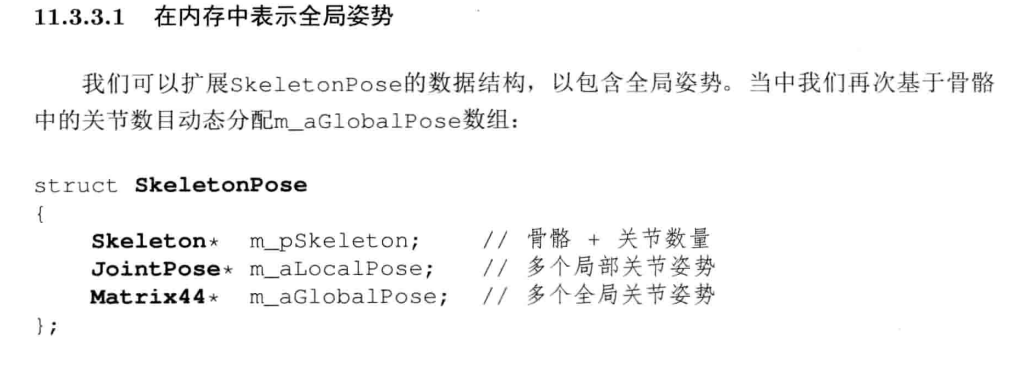 11.3.3.1 在内存中表示全局姿势
我们可以扩展SkeletonPose的数据结构，以包含全局姿势。当中我们再次基于骨骼
中的关节数目动态分配m_aGlobalPose数组：
struct SkeletonPose
{
Skeleton* m_pSkeleton; // 骨骼 + 关节数量
JointPose* m_aLocalPose; // 多个局部关节姿势
Matrix44* m_aGlobalPose; // 多个全局关节姿势
};